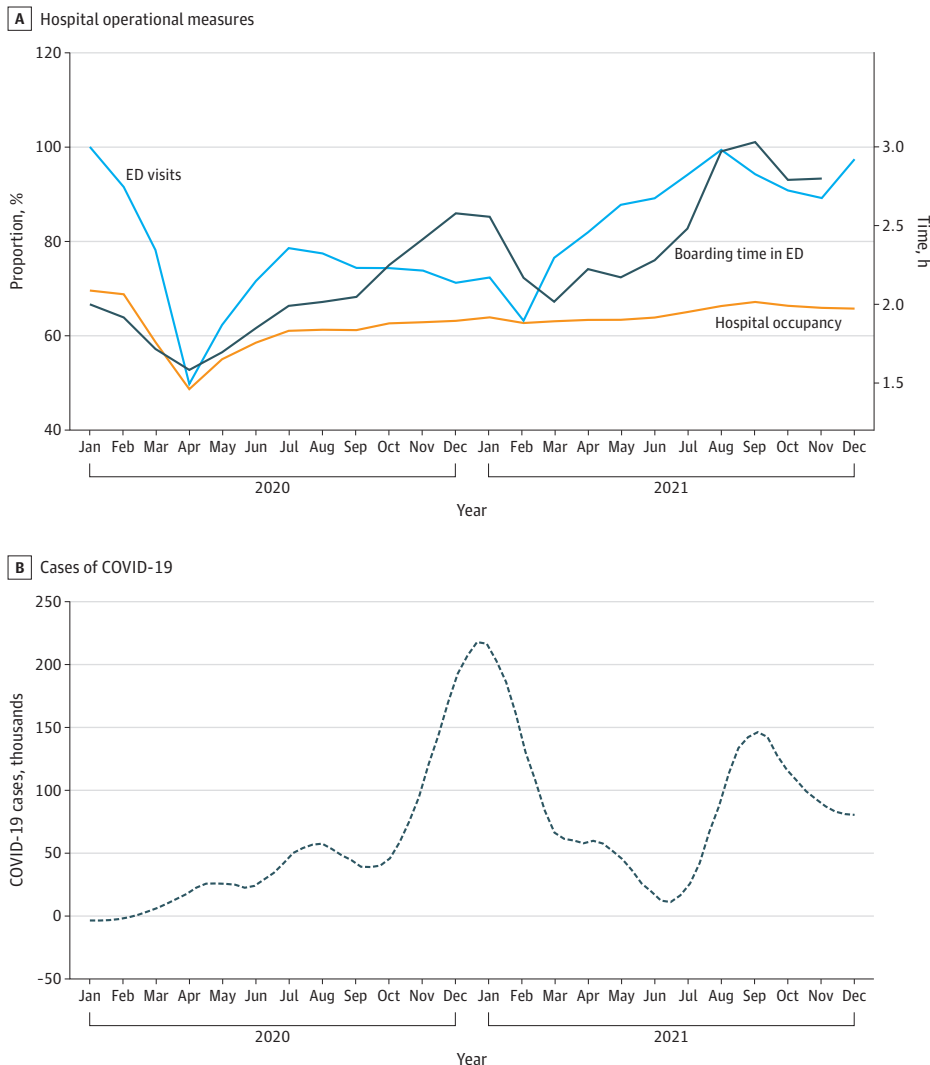 A Hospital operational measures
120
100
80
60
40
Proportion, %
3.0
2.5
2.0
1.5
Time, h
ED visits
Boarding time in ED
Hospital occupancy
Jan Feb Mar Apr May Jun Jul Aug Sep Oct Nov Dec Jan Feb Mar Apr May Jun Jul Aug Sep Oct Nov Dec
2020 2021
Year
B Cases of COVID-19
250
200
150
100
50
0
-50
COVID-19 cases, thousands
Jan Feb Mar Apr May Jun Jul Aug Sep Oct Nov Dec Jan Feb Mar Apr May Jun Jul Aug Sep Oct Nov Dec
2020 2021
Year